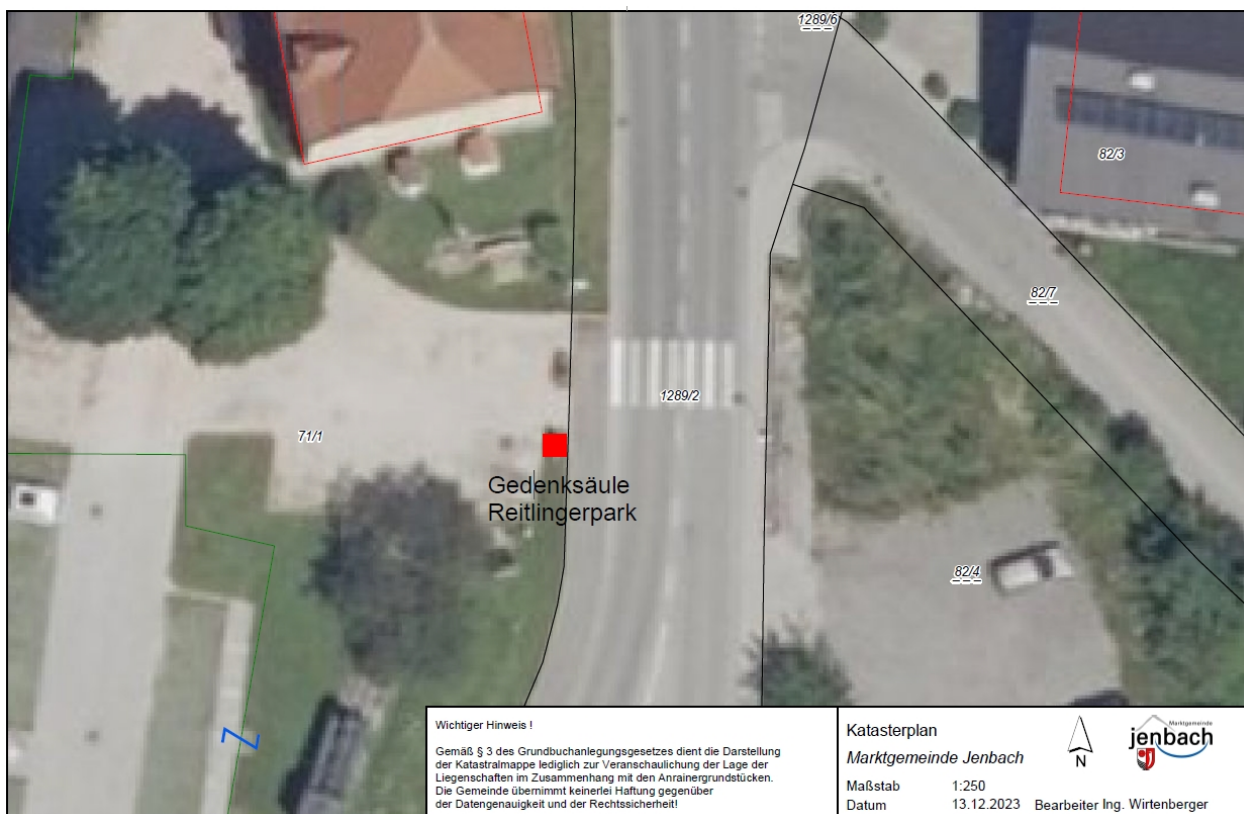 1289/6
82/3
82/7
1289/2
71/1
Gedenksäule
Reitlingerpark
82/4
Wichtiger Hinweis !
Gemäß § 3 des Grundbuchanlegungsgesetzes dient die Darstellung
der Katastralmappe lediglich zur Veranschaulichung der Lage der
Liegenschaften im Zusammenhang mit den Anrainergrundstücken.
Die Gemeinde übernimmt keinerlei Haftung gegenüber
der Datengenauigkeit und der Rechtssicherheit!
Katasterplan
Marktgemeinde Jenbach
Maßstab 1:250
Datum 13.12.2023 Bearbeiter Ing. Wirtenberger
N
Marktgemeinde
jenbach